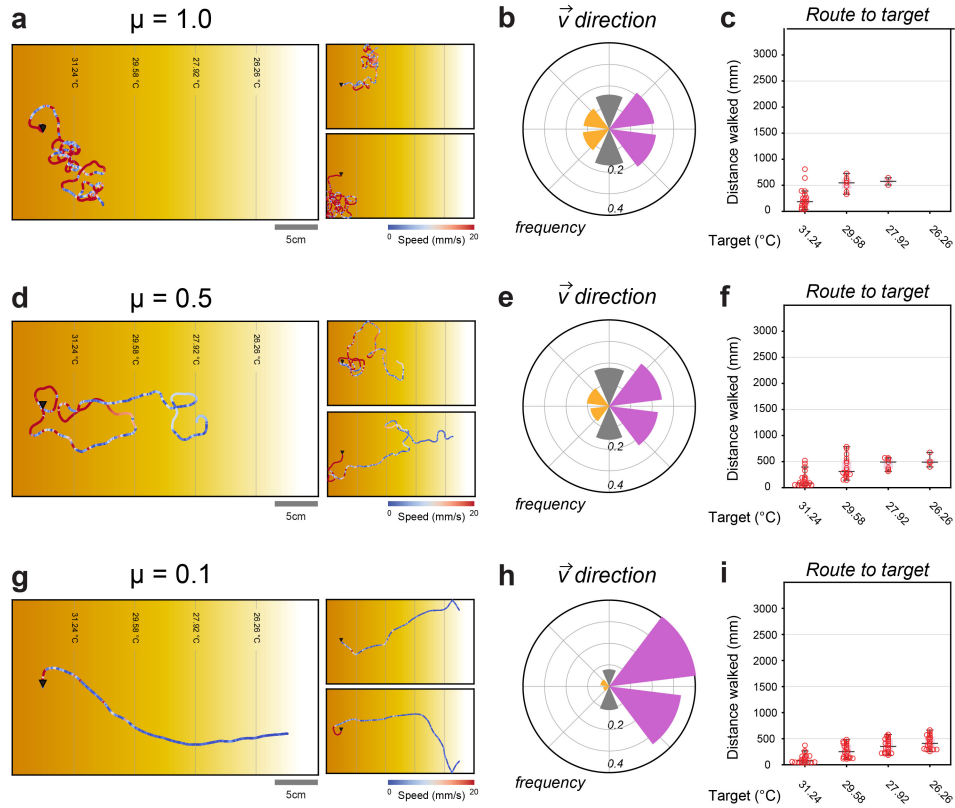 a
μ = 1.0
31.24 °C
29.58 °C
27.92 °C
26.26 °C
5cm
0 Speed (mm/s) 20
b
v direction
0.2
0.4
frequency
c
Route to target
Distance walked (mm)
3000
2500
2000
1500
1000
500
0
Target (°C)
31.24
29.58
27.92
26.26
d
μ = 0.5
31.24 °C
29.58 °C
27.92 °C
26.26 °C
5cm
0 Speed (mm/s) 20
e
v direction
0.2
0.4
frequency
f
Route to target
Distance walked (mm)
3000
2500
2000
1500
1000
500
0
Target (°C)
31.24
29.58
27.92
26.26
g
μ = 0.1
31.24 °C
29.58 °C
27.92 °C
26.26 °C
5cm
0 Speed (mm/s) 20
h
v direction
0.2
0.4
frequency
i
Route to target
Distance walked (mm)
3000
2500
2000
1500
1000
500
0
Target (°C)
31.24
29.58
27.92
26.26